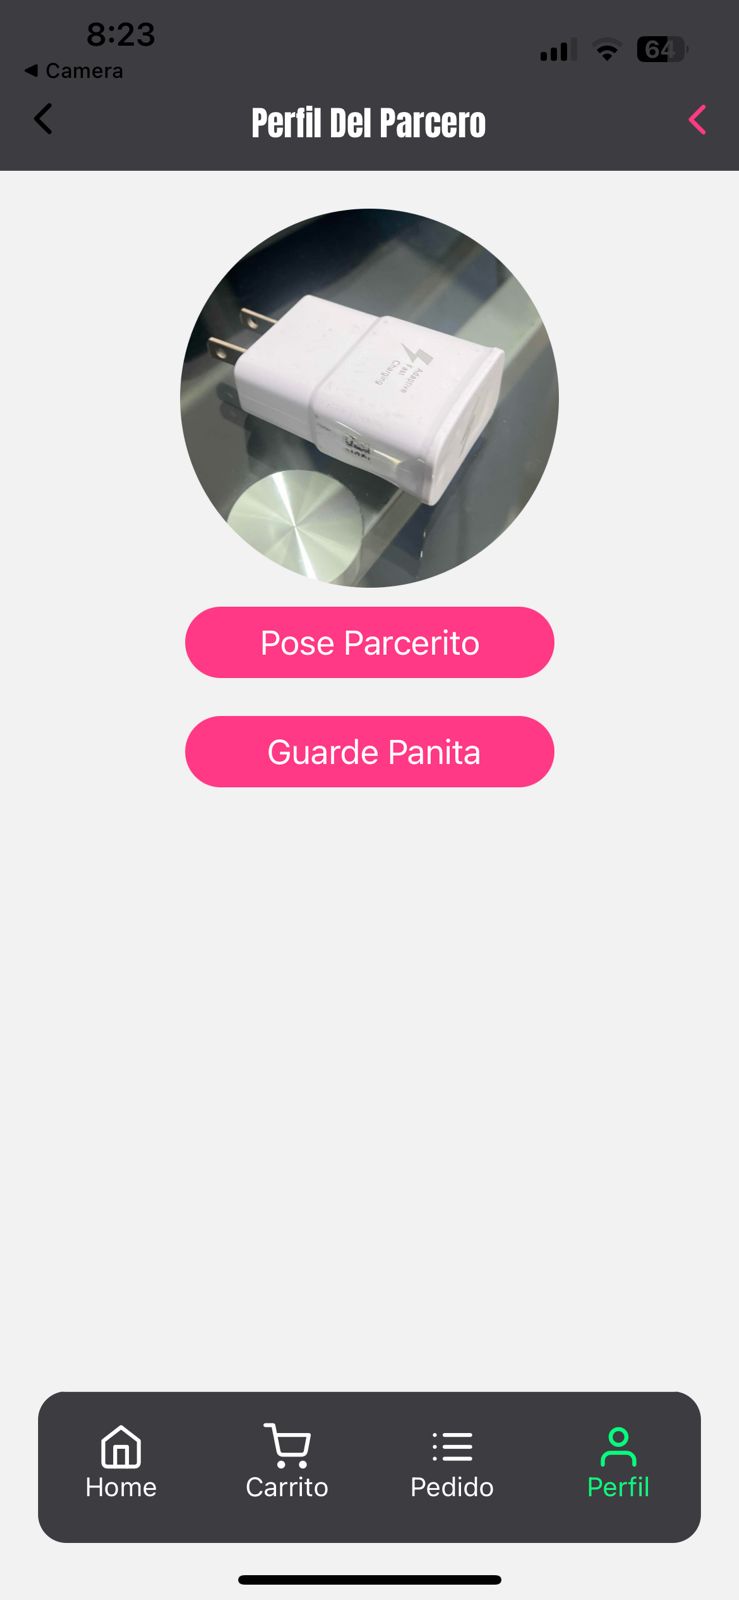 8:23
64
Camera
Perfil Del Parcero
Adaptive
Fast
Charging
Pose Parcerito
Guarde Panita
Home
Carrito
Pedido
Perfil